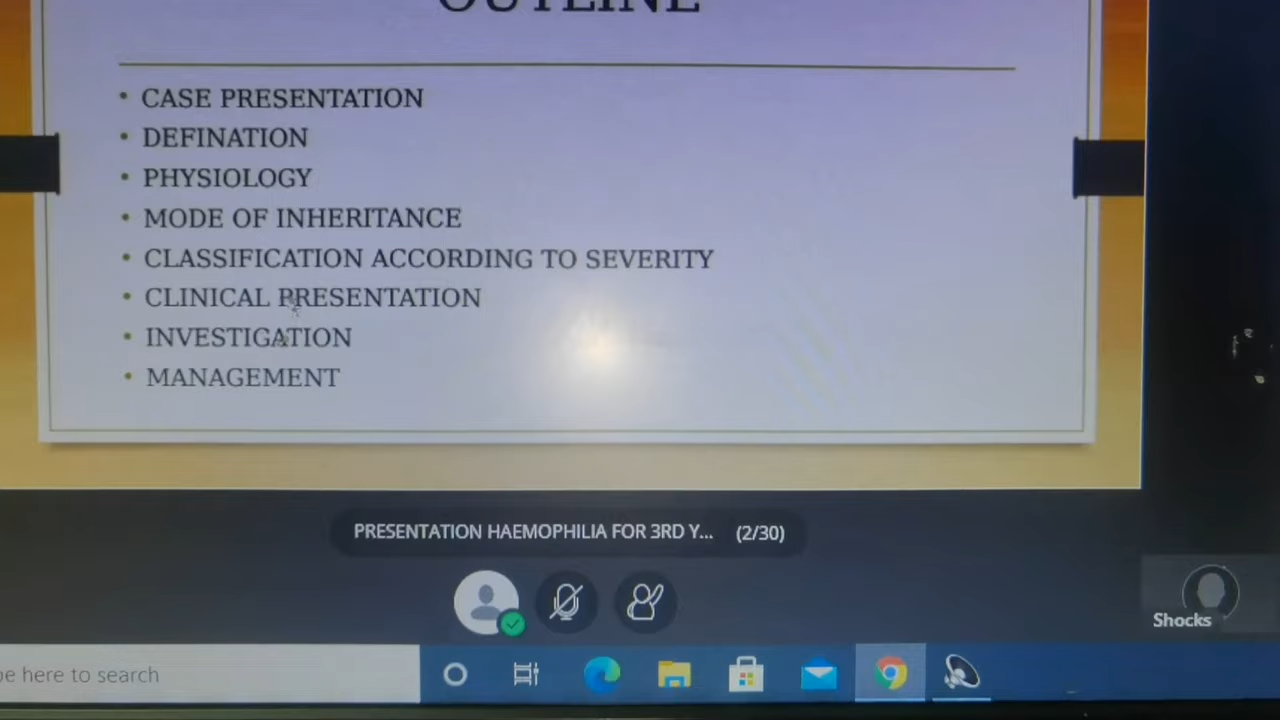 OUTLINE
• CASE PRESENTATION
• DEFINATION
• PHYSIOLOGY
• MODE OF INHERITANCE
• CLASSIFICATION ACCORDING TO SEVERITY
• CLINICAL PRESENTATION
• INVESTIGATION
• MANAGEMENT
PRESENTATION HAEMOPHILIA FOR 3RD Y... (2/30)
Shocks
here to search